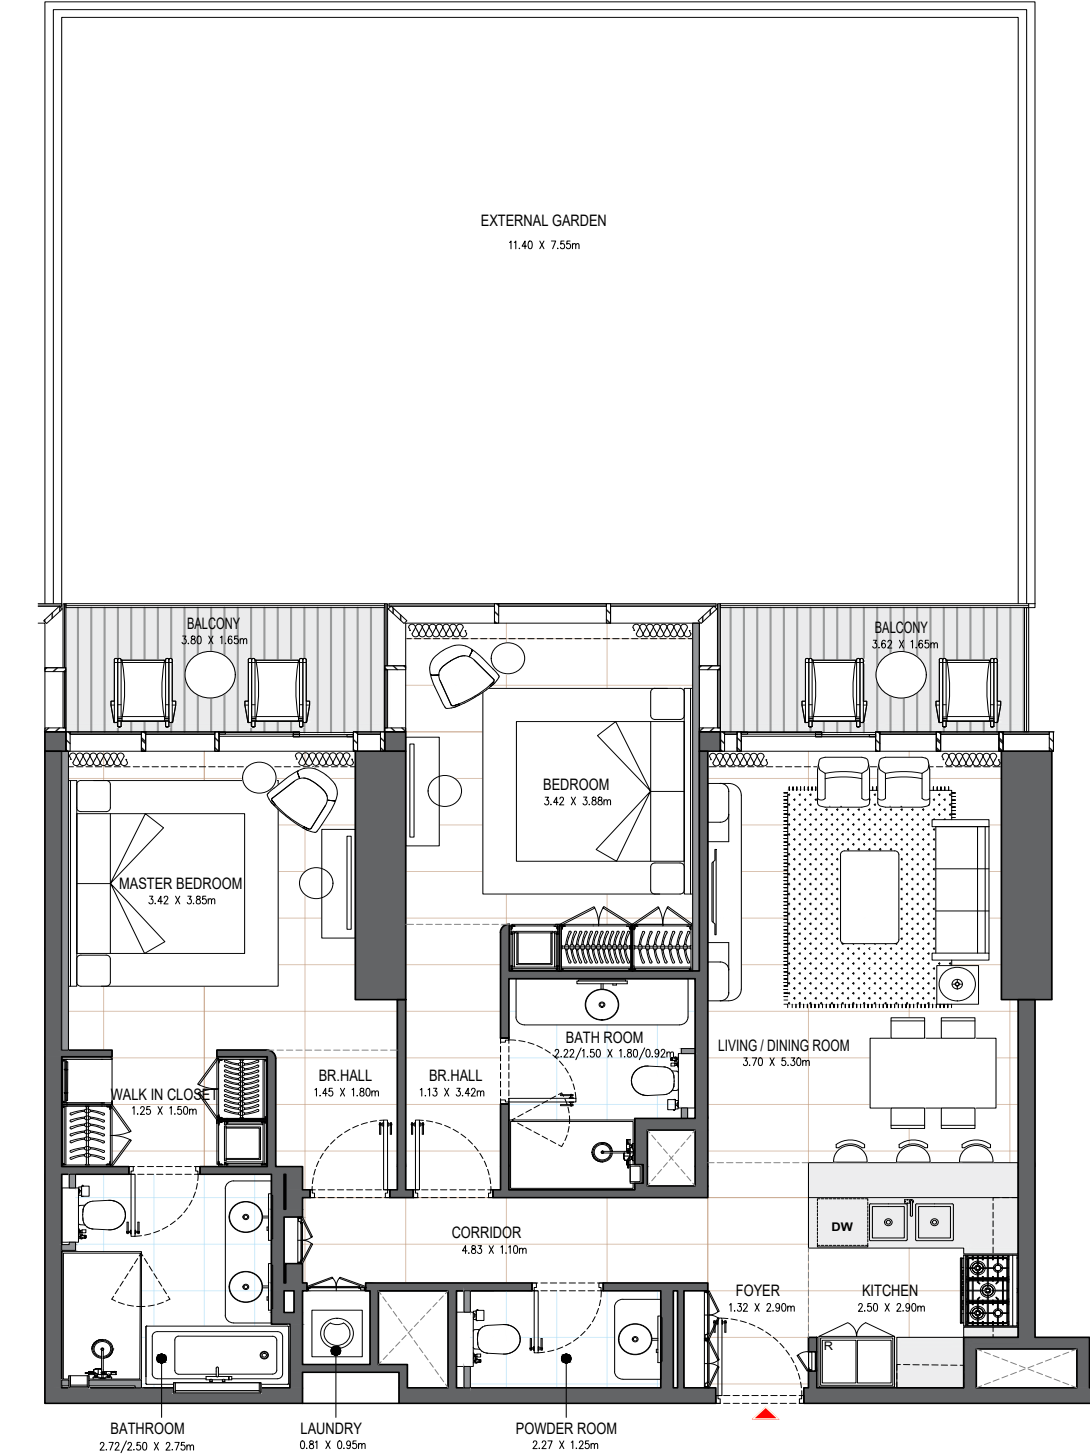 EXTERNAL GARDEN
11.40 X 7.55m
BALCONY
3.80 X 1.65m
BALCONY
3.62 X 1.65m
BEDROOM
3.42 X 3.88m
MASTER BEDROOM
3.42 X 3.85m
BATH ROOM
2.22/1.50 X 1.80/0.92m
LIVING / DINING ROOM
3.70 X 5.30m
WALK IN CLOSET
1.25 X 1.50m
BR.HALL
1.45 X 1.80m
BR.HALL
1.13 X 3.42m
DW
CORRIDOR
4.83 X 1.10m
FOYER
1.32 X 2.90m
KITCHEN
2.50 X 2.90m
R
BATHROOM
2.72/2.50 X 2.75m
LAUNDRY
0.81 X 0.95m
POWDER ROOM
2.27 X 1.25m